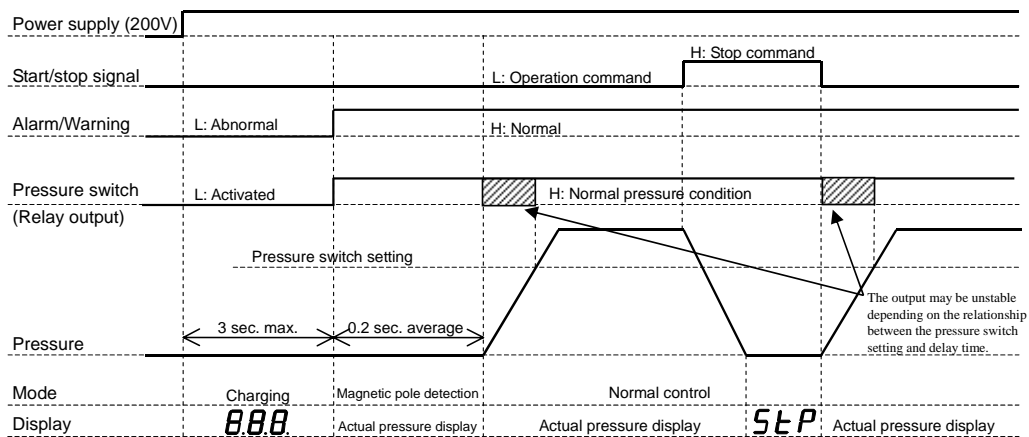 Power supply (200V)
H: Stop command
Start/stop signal
L: Operation command
Alarm/Warning
L: Abnormal
H: Normal
Pressure switch
(Relay output)
L: Activated
H: Normal pressure condition
Pressure switch setting
The output may be unstable
depending on the relationship
between the pressure switch
setting and delay time.
3 sec. max.
0.2 sec. average
Pressure
Mode
Charging
Magnetic pole detection
Normal control
Display
8.8.8.
Actual pressure display
Actual pressure display
StP
Actual pressure display